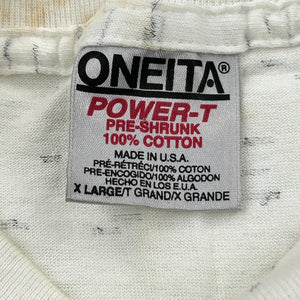 ONEITA®
POWER-T
PRE-SHRUNK
100% COTTON
MADE IN U.S.A.
PRÉ-RÉTRÉCI/100% COTON
PRE-ENCOGIDO/100% ALGODON
HECHO EN LOS E.U.A.
X LARGE/T GRAND/X GRANDE